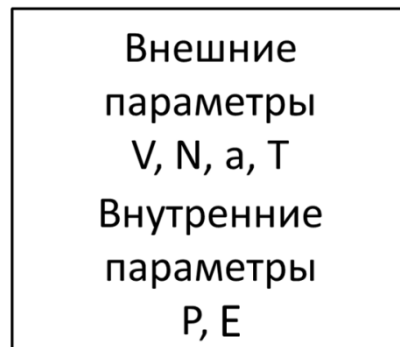 Внешние
параметры
V, N, a, T
Внутренние
параметры
P, E